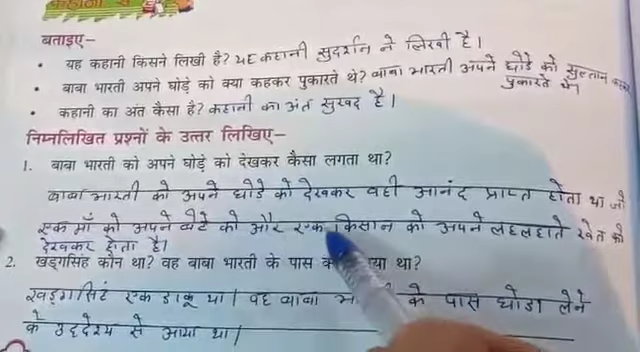 बताइए–
• यह कहानी किसने लिखी है? यह कहानी सुदर्शन ने लिखी है।
• बाबा भारती अपने घोड़े को क्या कहकर पुकारते थे? बाबा भारती अपने घोड़े को सुल्तान कहकर
पुकारते थे।
• कहानी का अंत कैसा है? कहानी का अंत सुखद है।
निम्नलिखित प्रश्नों के उत्तर लिखिए–
1. बाबा भारती को अपने घोड़े को देखकर कैसा लगता था?
बाबा भारती को अपने घोडे को देखकर वही आनंद प्राप्त होता था जो
एक माँ को अपने बेटे को और एक किसान को अपने लहलहाते खेत को
देखकर होता है।
2. खड्गसिंह कौन था? वह बाबा भारती के पास था?
खड्गसिंह एक डाकू था। वह बाबा के पास घोडा लेने
के उद्देश्य से आया था।